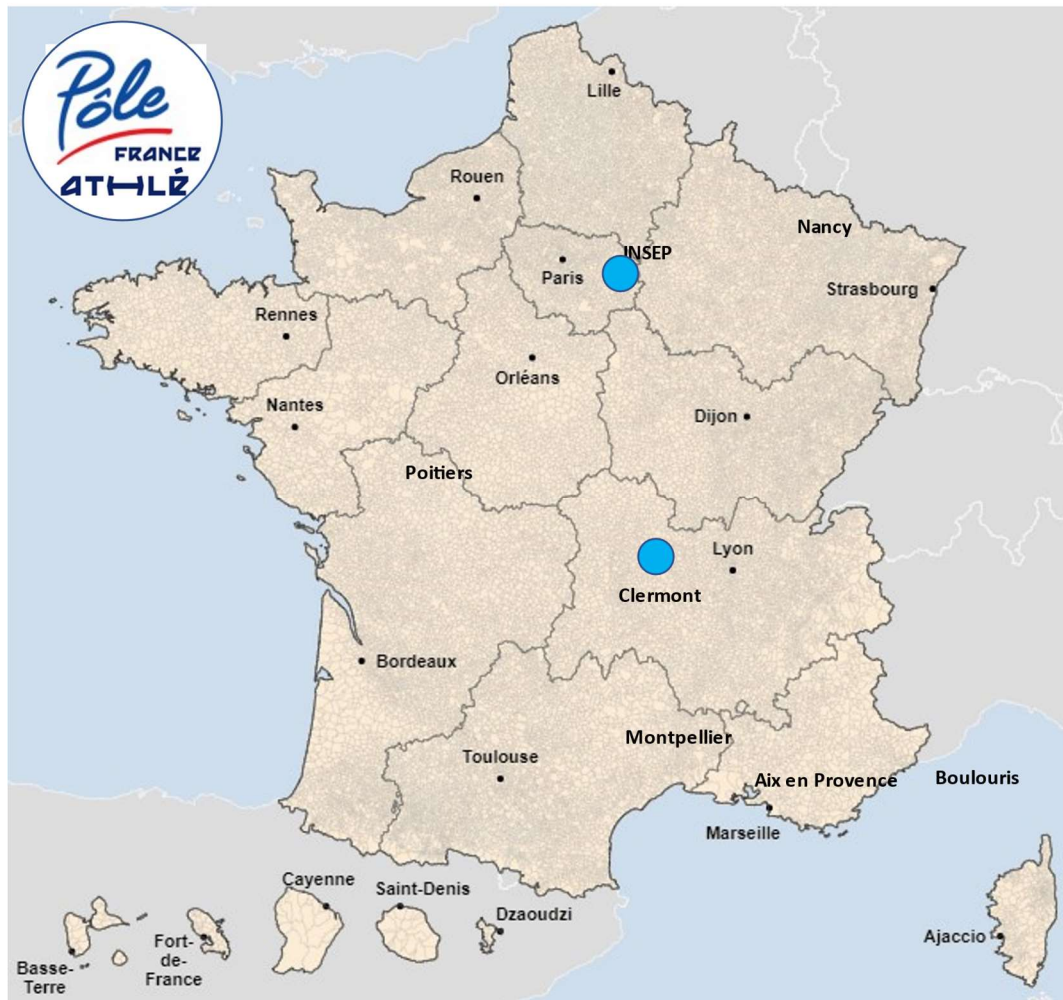 Pôle
FRANCE
ATHLÉ
Lille
Rouen
Nancy
INSEP
Paris
Strasbourg
Rennes
Orléans
Nantes
Dijon
Poitiers
Lyon
Clermont
Bordeaux
Montpellier
Toulouse
Aix en Provence
Boulouris
Marseille
Cayenne
Saint-Denis
Dzaoudzi
Fort-
de-
France
Ajaccio
Basse-
Terre